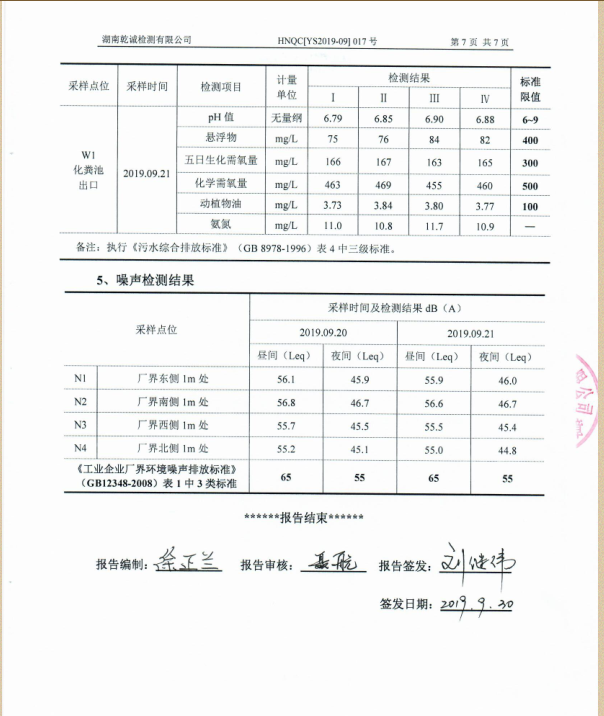 湖南乾诚检测有限公司 HNQC[YS2019-09] 017 号 第 7 页 共 7 页
采样点位 采样时间 检测项目 计量单位 检测结果 标准限值
Ⅰ Ⅱ Ⅲ Ⅳ
W1 化粪池出口 2019.09.21 pH 值 无量纲 6.79 6.85 6.90 6.88 6~9
悬浮物 mg/L 75 76 84 82 400
五日生化需氧量 mg/L 166 167 163 165 300
化学需氧量 mg/L 463 469 455 460 500
动植物油 mg/L 3.73 3.84 3.80 3.77 100
氨氮 mg/L 11.0 10.8 11.7 10.9 —
备注：执行《污水综合排放标准》（GB 8978-1996）表 4 中三级标准。
5、噪声检测结果
采样点位 采样时间及检测结果 dB（A）
2019.09.20 2019.09.21
昼间（Leq） 夜间（Leq） 昼间（Leq） 夜间（Leq）
N1 厂界东侧 1m 处 56.1 45.9 55.9 46.0
N2 厂界南侧 1m 处 56.8 46.7 56.6 46.7
N3 厂界西侧 1m 处 55.7 45.5 55.5 45.4
N4 厂界北侧 1m 处 55.2 45.1 55.0 44.8
《工业企业厂界环境噪声排放标准》
（GB12348-2008）表 1 中 3 类标准 65 55 65 55
******报告结束******
报告编制： 徐正兰 报告审核： 聂航 报告签发： 刘继伟
签发日期： 2019.9.30
公司